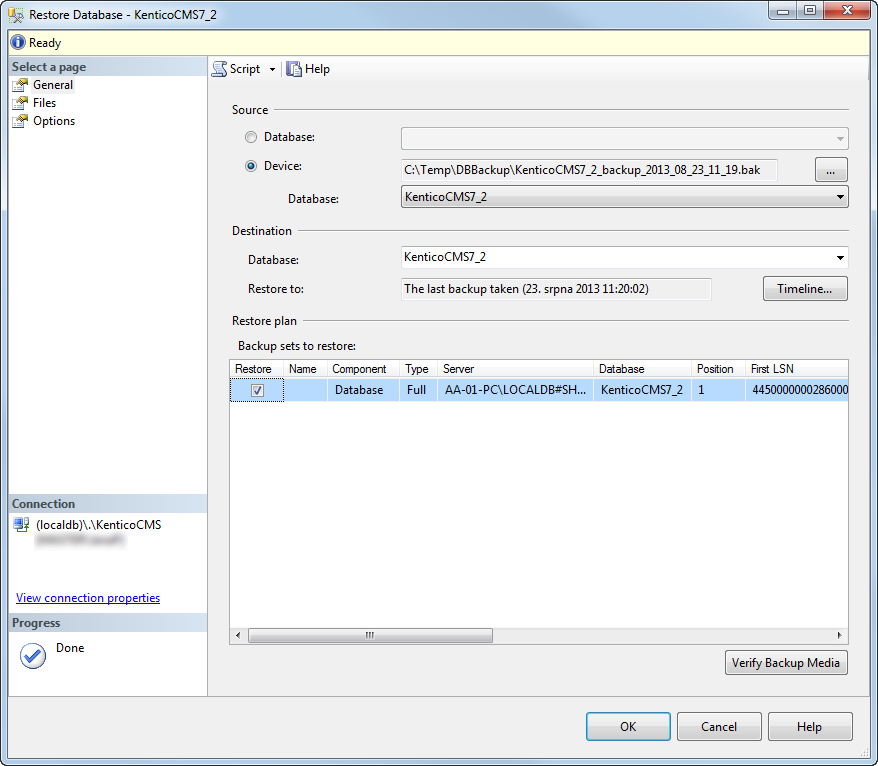 Restore Database - KenticoCMS7_2
Ready
Select a page
General
Files
Options
Script
Help
Source
Database:
Device:
C:\Temp\DBBackup\KenticoCMS7_2_backup_2013_08_23_11_19.bak
...
Database:
KenticoCMS7_2
Destination
Database:
KenticoCMS7_2
Restore to:
The last backup taken (23. srpna 2013 11:20:02)
Timeline...
Restore plan
Backup sets to restore:
Restore Name Component Type Server Database Position First LSN
Database Full AA-01-PC\LOCALDB#SH... KenticoCMS7_2 1 4450000000286000
Connection
(localdb)\.\KenticoCMS
View connection properties
Progress
Done
Verify Backup Media
OK
Cancel
Help